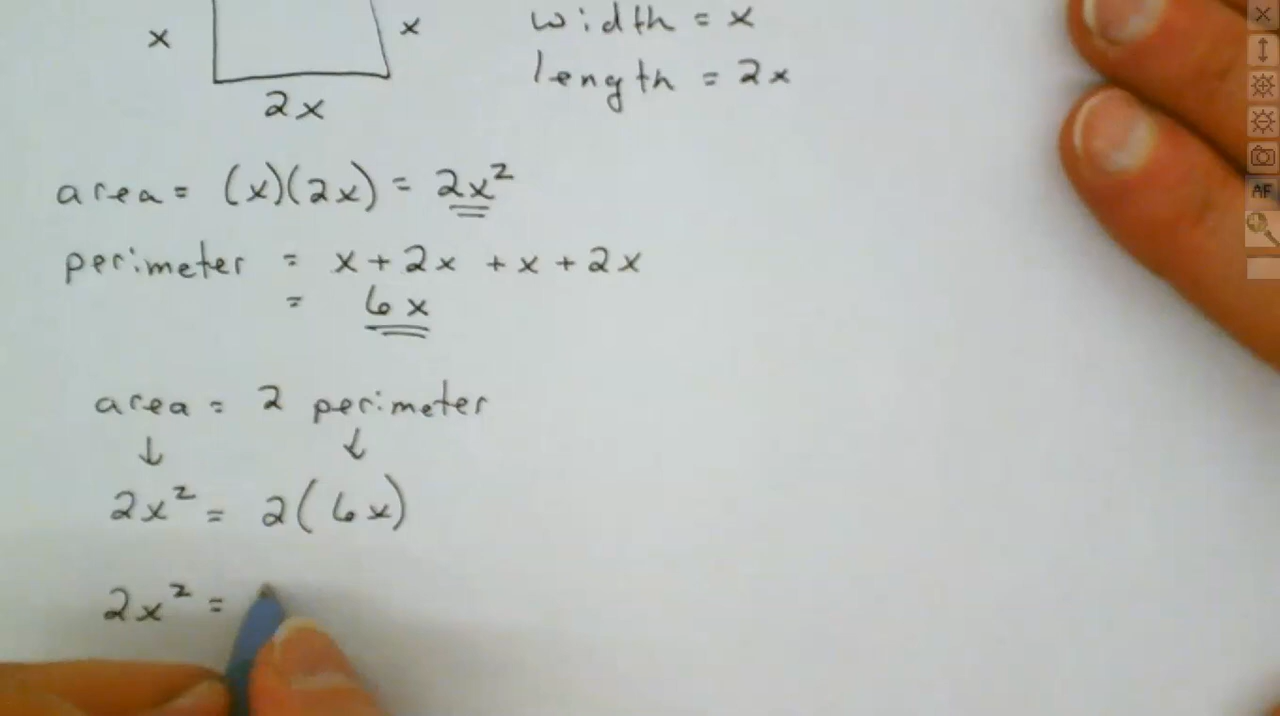 x x width = x
length = 2x
2x
area = (x)(2x) = 2x²
perimeter = x + 2x + x + 2x
= 6x
area = 2 perimeter
↓ ↓
2x² = 2(6x)
2x² =
AF